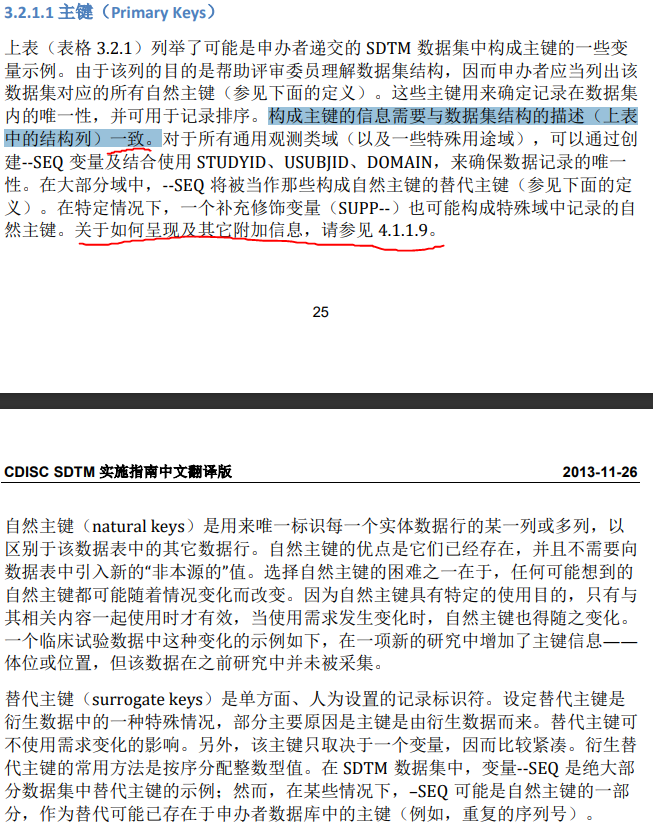 3.2.1.1 主键（Primary Keys）
上表（表格 3.2.1）列举了可能是申办者递交的 SDTM 数据集中构成主键的一些变
量示例。由于该列的目的是帮助评审委员理解数据集结构，因而申办者应当列出该
数据集对应的所有自然主键（参见下面的定义）。这些主键用来确定记录在数据集
内的唯一性，并可用于记录排序。构成主键的信息需要与数据集结构的描述（上表
中的结构列）一致。对于所有通用观测类域（以及一些特殊用途域），可以通过创
建--SEQ 变量及结合使用 STUDYID、USUBJID、DOMAIN，来确保数据记录的唯一
性。在大部分域中，--SEQ 将被当作那些构成自然主键的替代主键（参见下面的定
义）。在特定情况下，一个补充修饰变量（SUPP--）也可能构成特殊域中记录的自
然主键。关于如何呈现及其它附加信息，请参见 4.1.1.9。
25
CDISC SDTM 实施指南中文翻译版 2013-11-26
自然主键（natural keys）是用来唯一标识每一个实体数据行的某一列或多列，以
区别于该数据表中的其它数据行。自然主键的优点是它们已经存在，并且不需要向
数据表中引入新的“非本源的”值。选择自然主键的困难之一在于，任何可能想到的
自然主键都可能随着情况变化而改变。因为自然主键具有特定的使用目的，只有与
其相关内容一起使用时才有效，当使用需求发生变化时，自然主键也得随之变化。
一个临床试验数据中这种变化的示例如下，在一项新的研究中增加了主键信息——
体位或位置，但该数据在之前研究中并未被采集。
替代主键（surrogate keys）是单方面、人为设置的记录标识符。设定替代主键是
衍生数据中的一种特殊情况，部分主要原因是主键是由衍生数据而来。替代主键可
不使用需求变化的影响。另外，该主键只取决于一个变量，因而比较紧凑。衍生替
代主键的常用方法是按序分配整数型值。在 SDTM 数据集中，变量--SEQ 是绝大部
分数据集中替代主键的示例；然而，在某些情况下，–SEQ 可能是自然主键的一部
分，作为替代可能已存在于申办者数据库中的主键（例如，重复的序列号）。